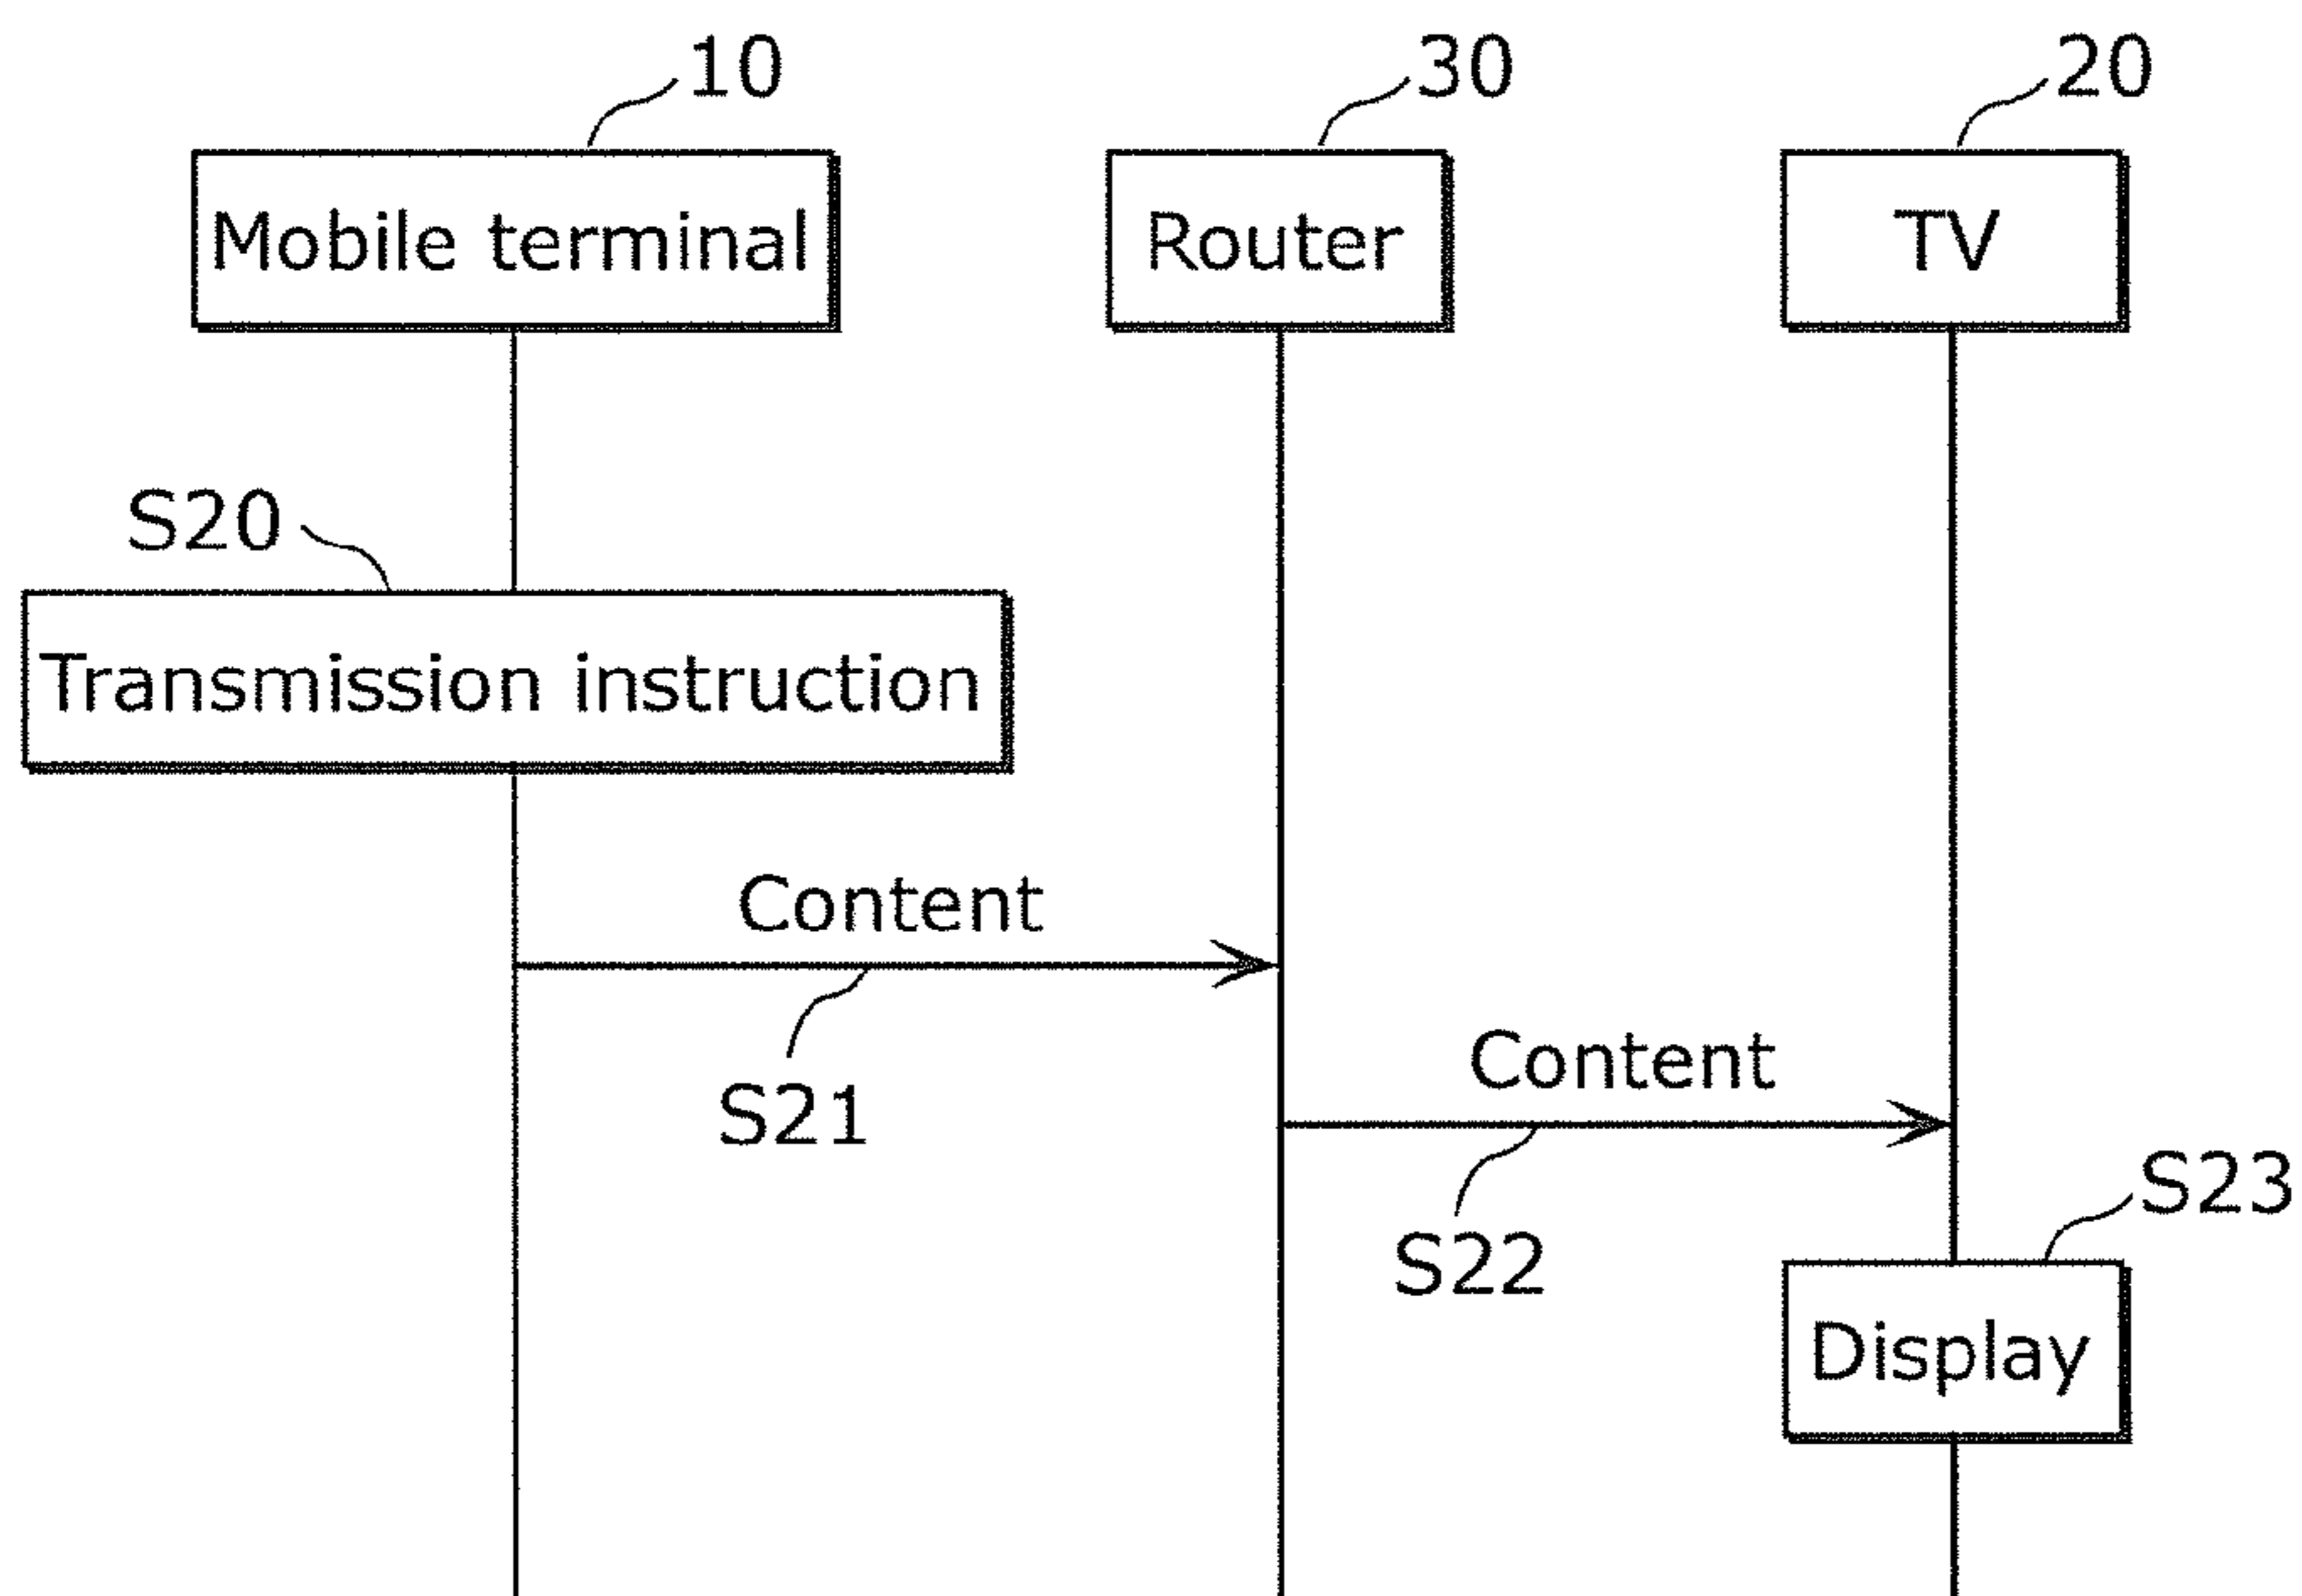 10
30
20
Mobile terminal
Router
TV
S20
Transmission instruction
Content
S21
Content
S22
S23
Display